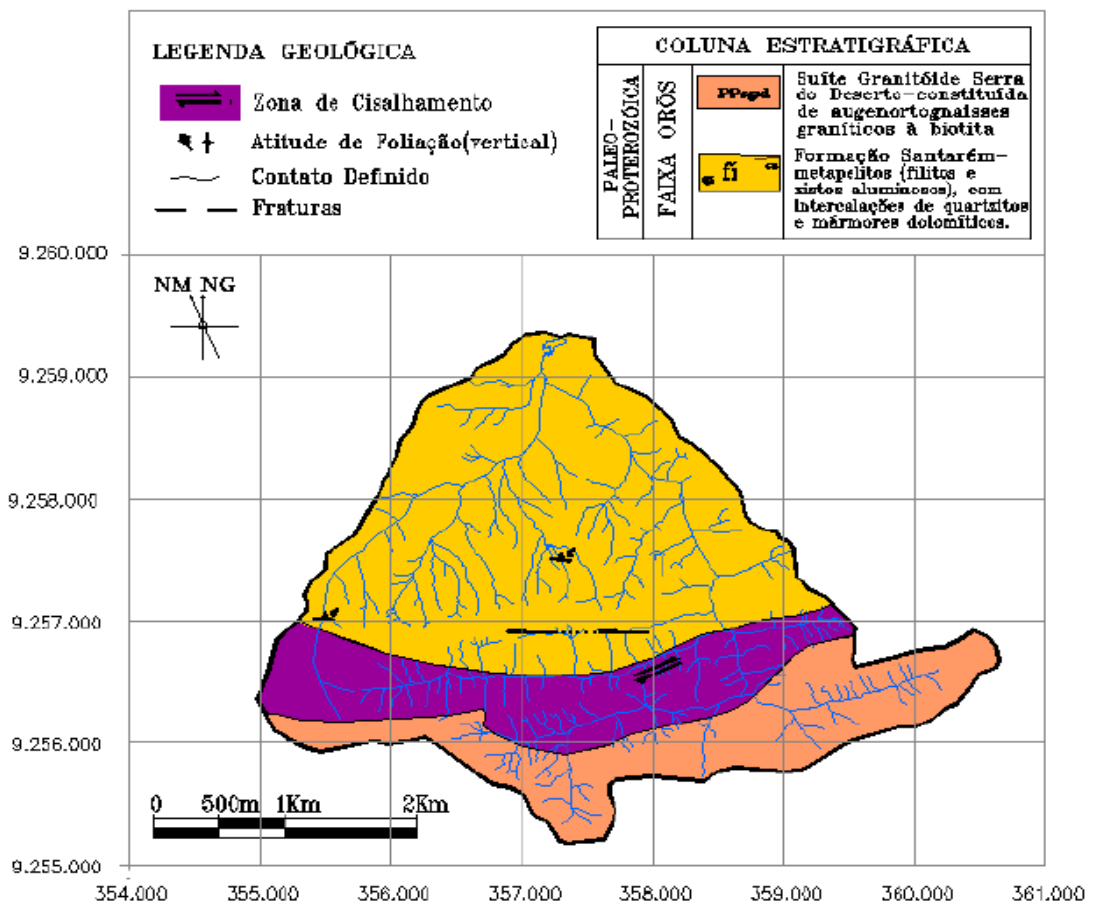 LEGENDA GEOLÓGICA
Zona de Cisalhamento
Atitude de Foliação(vertical)
Contato Definido
Fraturas
COLUNA ESTRATIGRÁFICA
PALEO-
PROTEROZÓICA
FAIXA ORÓS
PPsgd
Suíte Granitóide Serra
do Deserto-constituída
de augenortognaisses
graníticos à biotita
fi
Formação Santarém-
metapelitos (filitos e
xistos aluminosos), com
intercalações de quartzitos
e mármores dolomíticos.
NM NG
9.260.000
9.259.000
9.258.000
9.257.000
9.256.000
9.255.000
0 500m 1Km 2Km
354.000 355.000 356.000 357.000 358.000 359.000 360.000 361.000